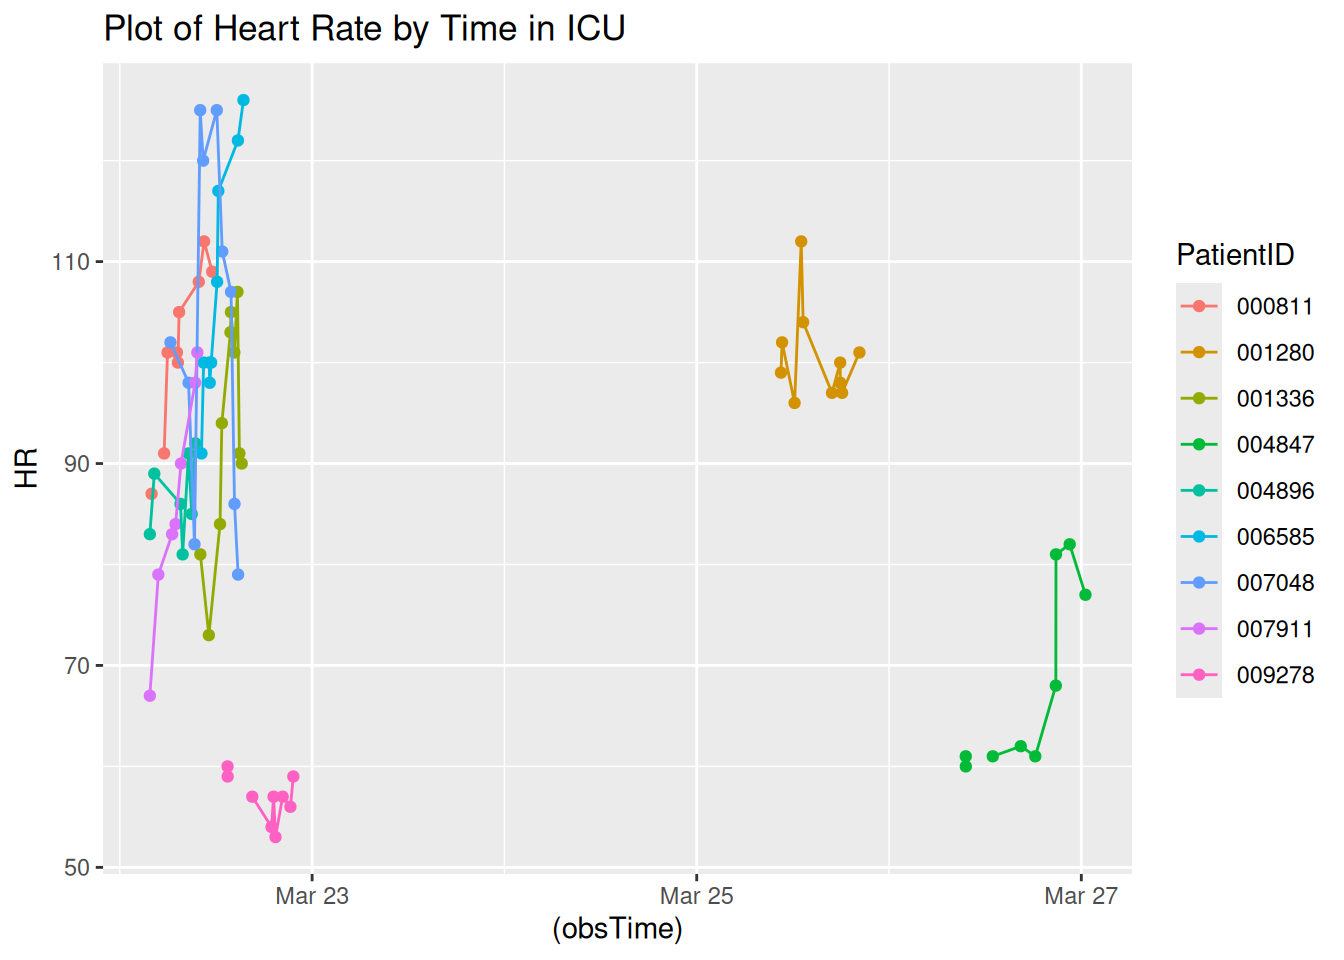 Plot of Heart Rate by Time in ICU
HR
110
90
70
50
Mar 23
Mar 25
Mar 27
(obsTime)
PatientID
000811
001280
001336
004847
004896
006585
007048
007911
009278